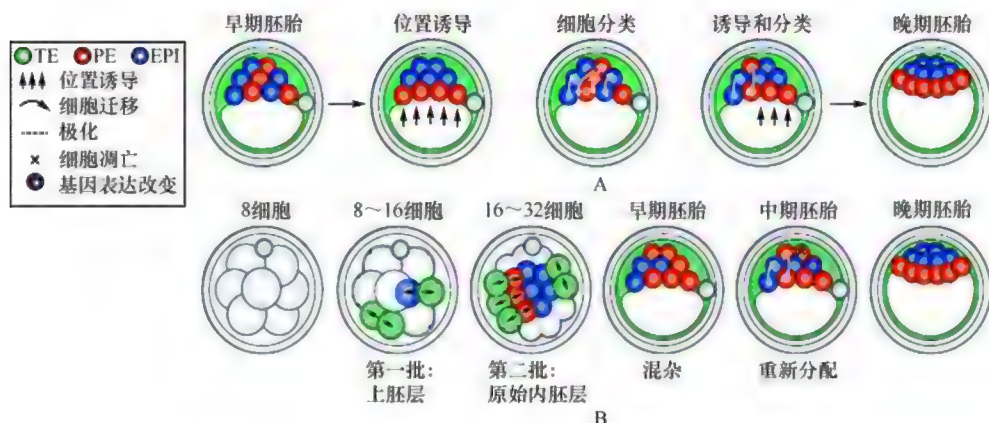 早期胚胎 位置诱导 细胞分类 诱导和分类 晚期胚胎
TE PE EPI
位置诱导
细胞迁移
极化
细胞凋亡
基因表达改变
A
8细胞 8～16细胞 16～32细胞 早期胚胎 中期胚胎 晚期胚胎
第一批： 第二批： 混杂 重新分配
上胚层 原始内胚层
B